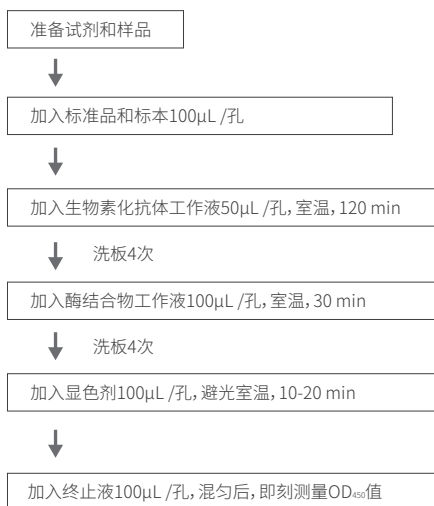 准备试剂和样品
加入标准品和标本100μL /孔
加入生物素化抗体工作液50μL /孔，室温，120 min
洗板4次
加入酶结合物工作液100μL /孔，室温，30 min
洗板4次
加入显色剂100μL /孔，避光室温，10-20 min
加入终止液100μL /孔，混匀后，即刻测量OD₄₅₀值